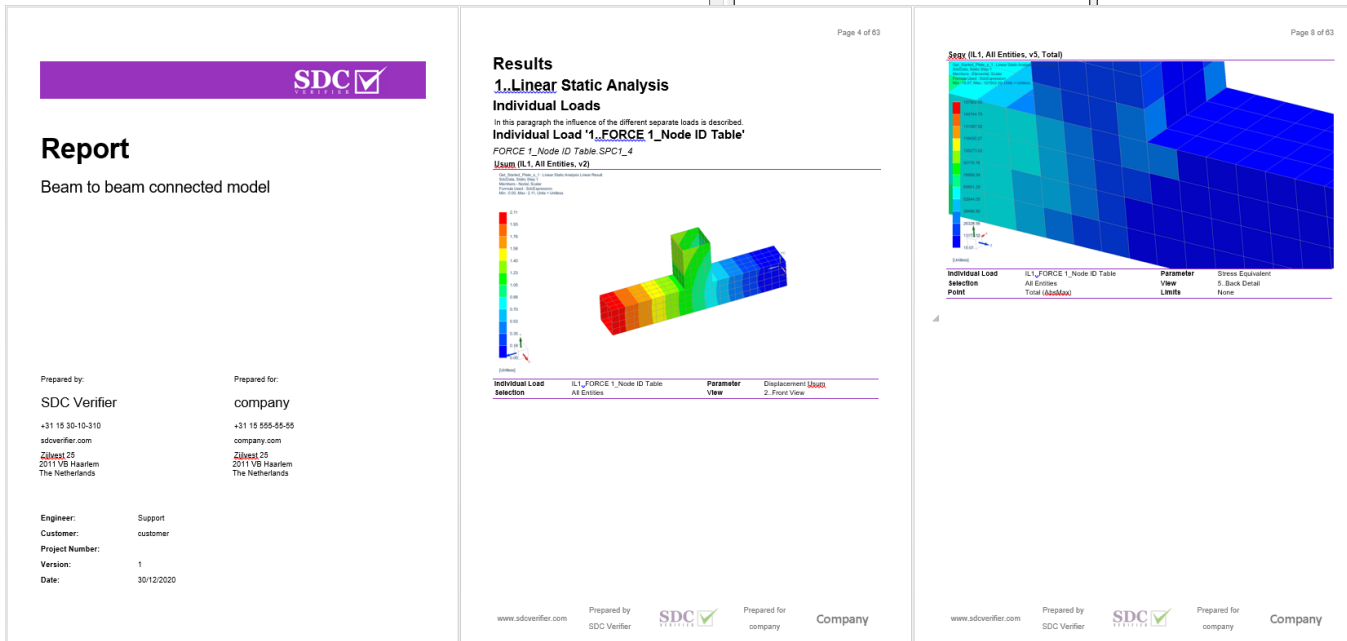 SDC
VERIFIER
Report
Beam to beam connected model
Prepared by:
Prepared for:
SDC Verifier
company
+31 15 30-10-310
+31 15 555-55-55
sdcverifier.com
company.com
Zijlvest 25
Zijlvest 25
2011 VB Haarlem
2011 VB Haarlem
The Netherlands
The Netherlands
Engineer: Support
Customer: customer
Project Number:
Version: 1
Date: 30/12/2020
Page 4 of 63
Results
1..Linear Static Analysis
Individual Loads
In this paragraph the influence of the different separate loads is described.
Individual Load '1..FORCE 1_Node ID Table'
FORCE 1_Node ID Table.SPC1_4
Usum (IL1, All Entities, v2)
2.11
[Unitless]
Individual Load IL1..FORCE 1_Node ID Table Parameter Displacement Usum
Selection All Entities View 2..Front View
www.sdcverifier.com
Prepared by
SDC Verifier
SDC
VERIFIER
Prepared for
company
Company
Page 8 of 63
Seqv (IL1, All Entities, v5, Total)
[Unitless]
Individual Load IL1..FORCE 1_Node ID Table Parameter Stress Equivalent
Selection All Entities View 5..Back Detail
Point Total (AbsMax) Limits None
www.sdcverifier.com
Prepared by
SDC Verifier
SDC
VERIFIER
Prepared for
company
Company